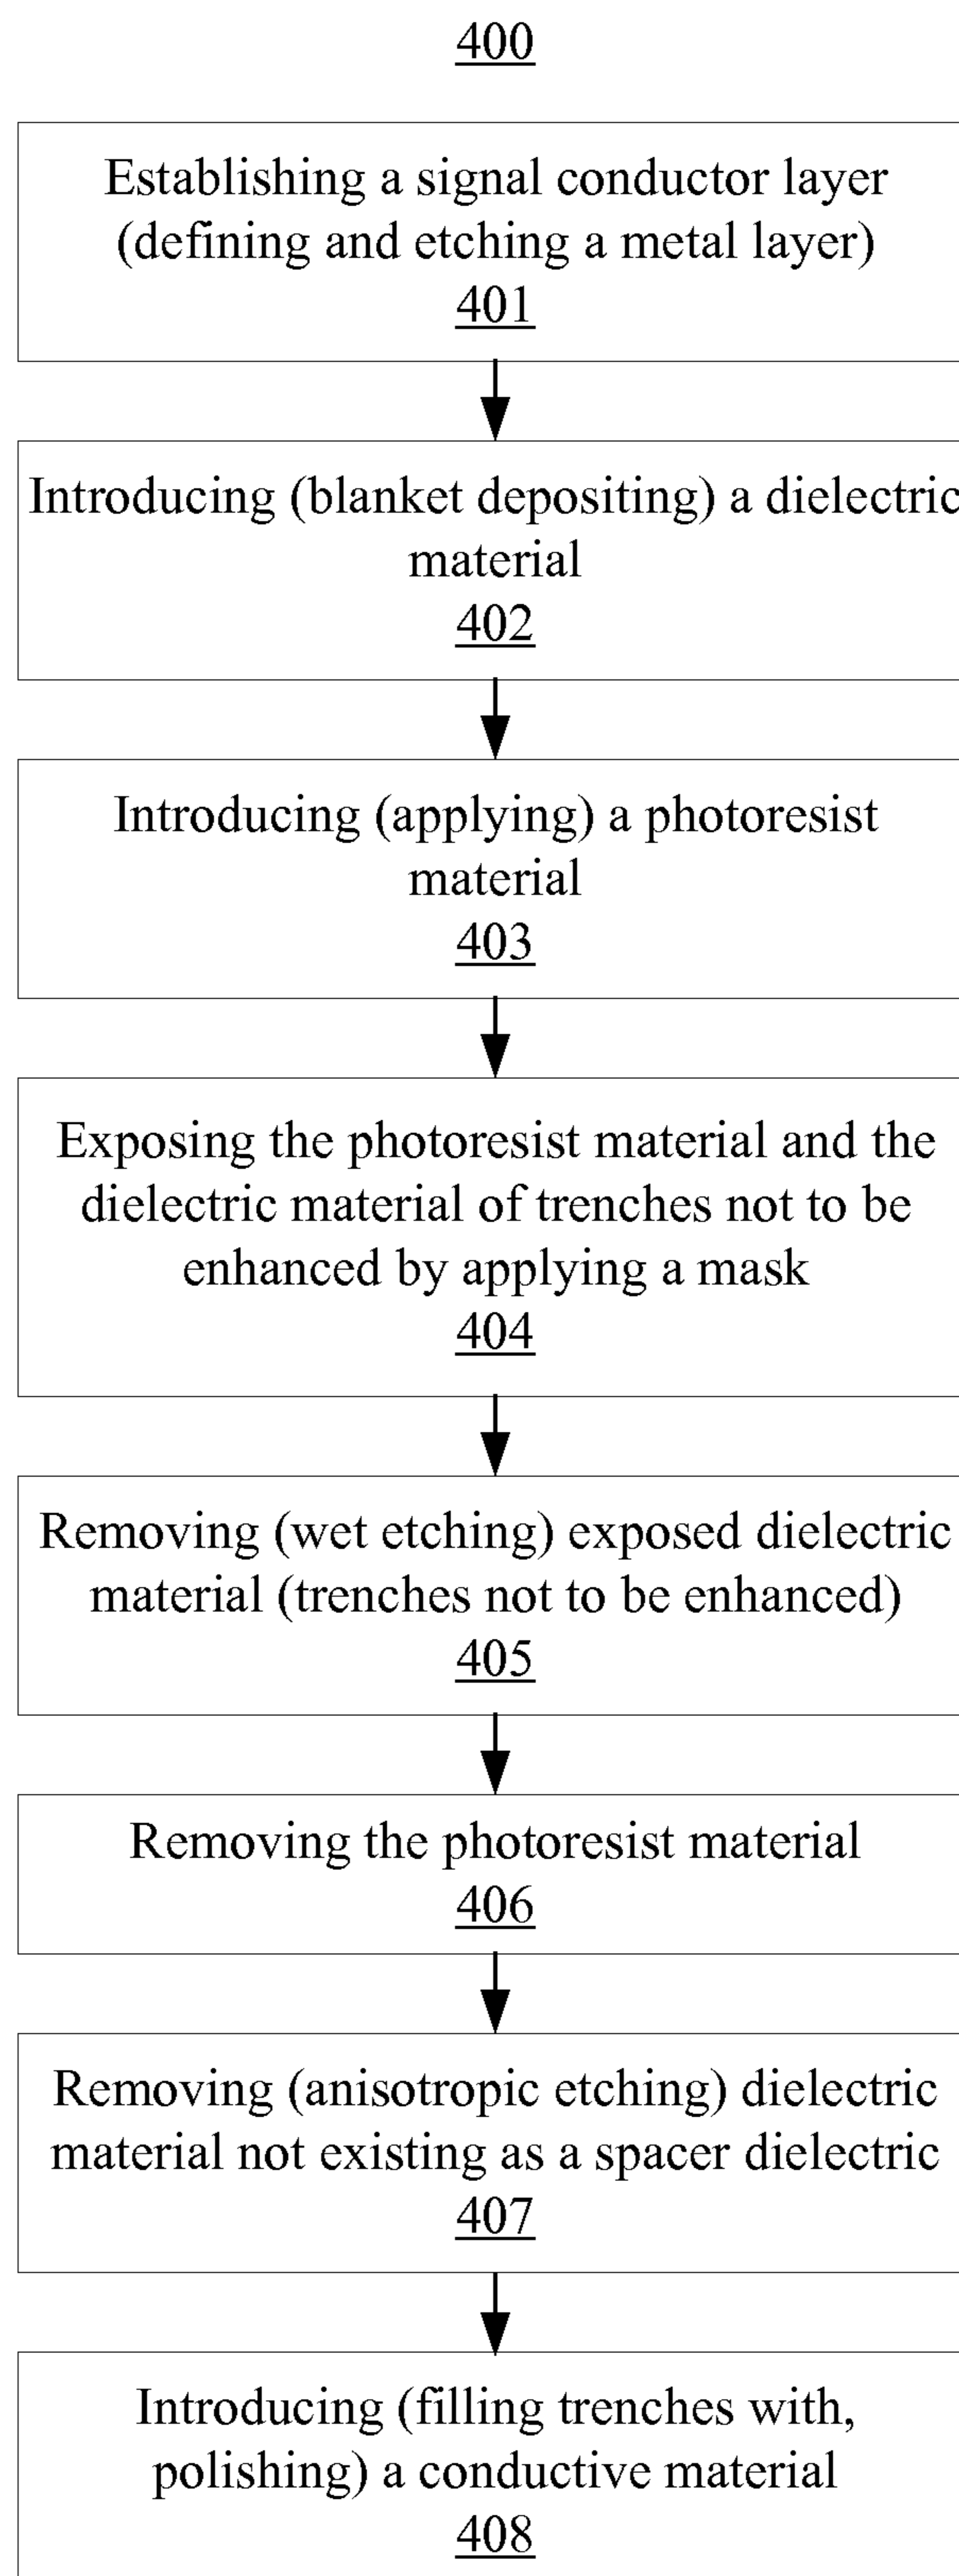 400
Establishing a signal conductor layer
(defining and etching a metal layer)
401
Introducing (blanket depositing) a dielectric
material
402
Introducing (applying) a photoresist
material
403
Exposing the photoresist material and the
dielectric material of trenches not to be
enhanced by applying a mask
404
Removing (wet etching) exposed dielectric
material (trenches not to be enhanced)
405
Removing the photoresist material
406
Removing (anisotropic etching) dielectric
material not existing as a spacer dielectric
407
Introducing (filling trenches with,
polishing) a conductive material
408